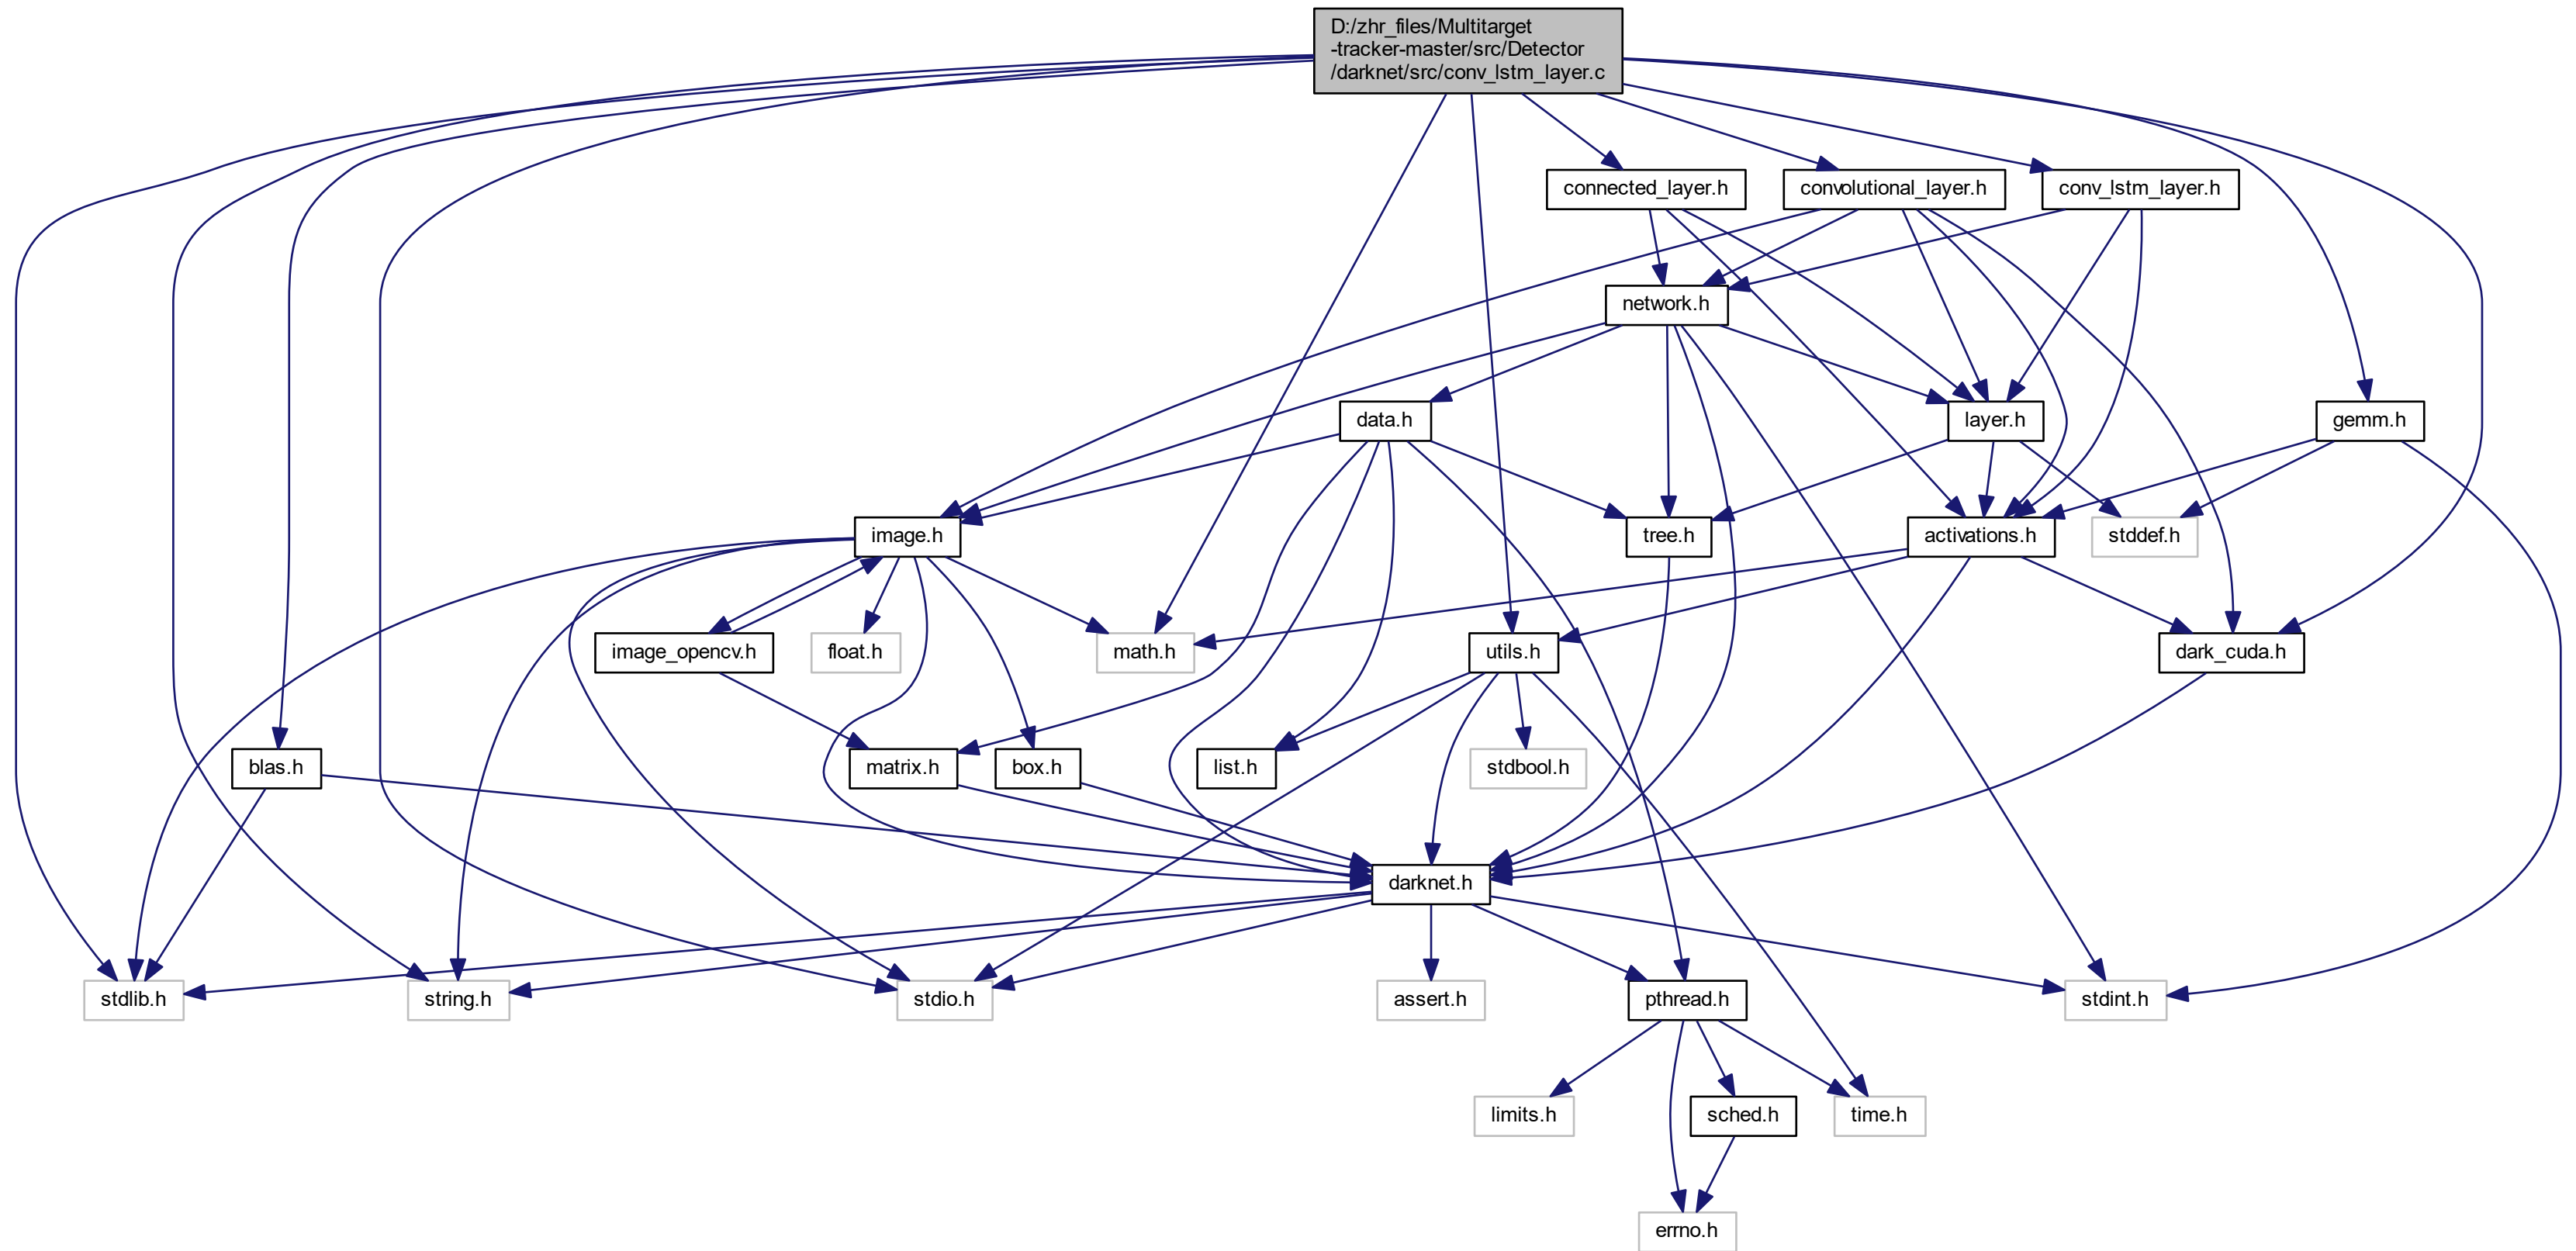 D:/zhr_files/Multitarget
-tracker-master/src/Detector
/darknet/src/conv_lstm_layer.c
connected_layer.h
convolutional_layer.h
conv_lstm_layer.h
network.h
data.h
layer.h
gemm.h
image.h
tree.h
activations.h
stddef.h
image_opencv.h
float.h
math.h
utils.h
dark_cuda.h
blas.h
matrix.h
box.h
list.h
stdbool.h
darknet.h
stdlib.h
string.h
stdio.h
assert.h
pthread.h
stdint.h
limits.h
sched.h
time.h
errno.h